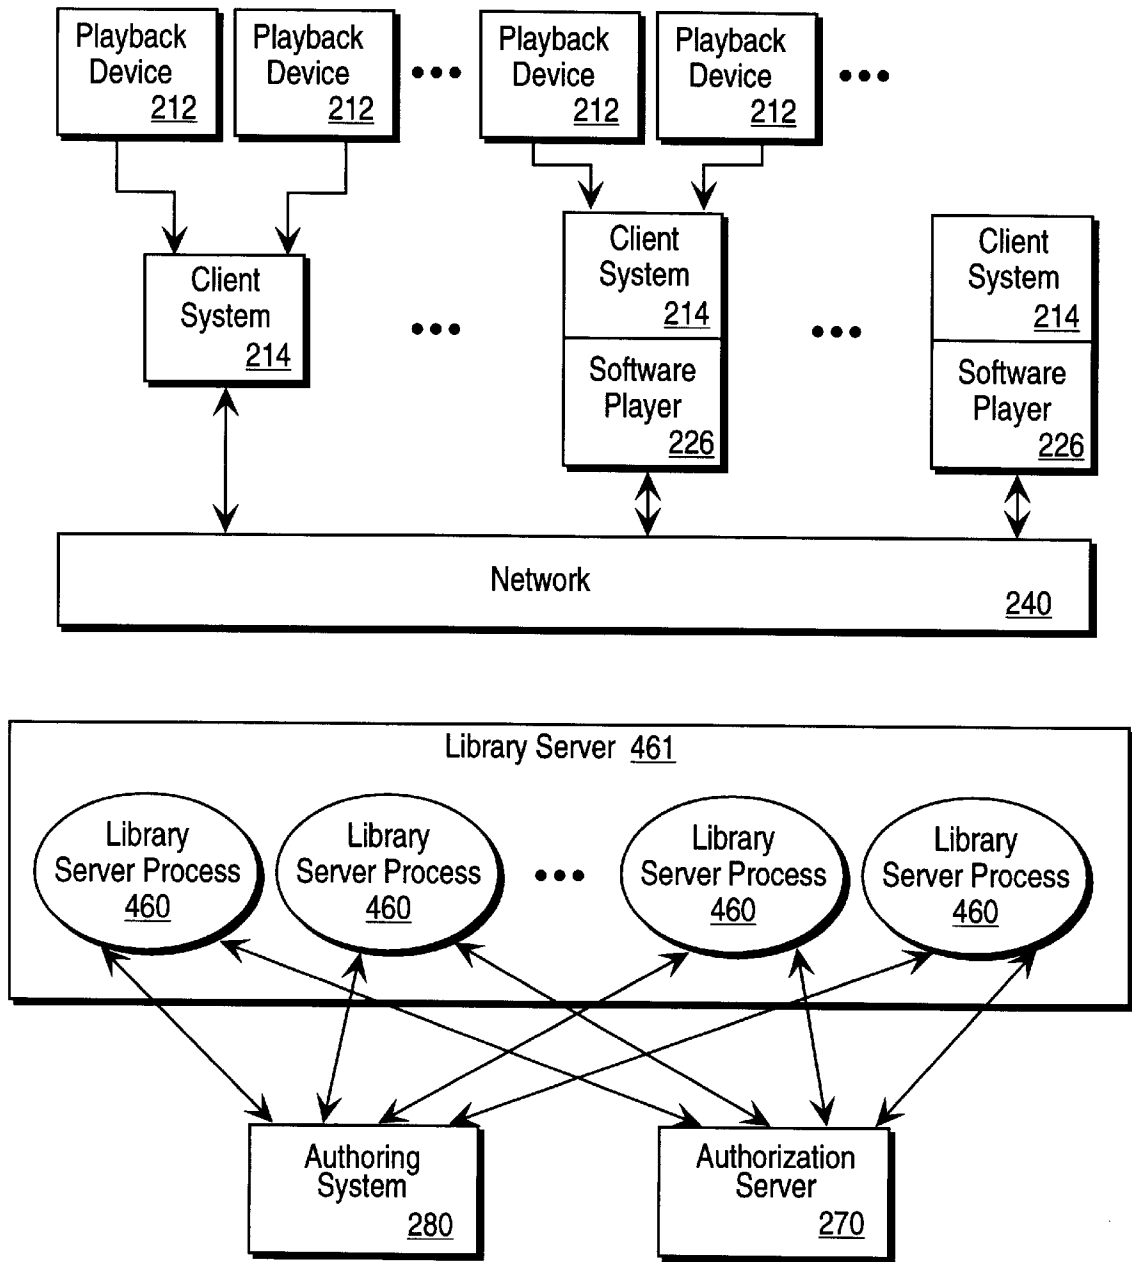 Playback
Device
212
Playback
Device
212
Playback
Device
212
Playback
Device
212
Client
System
214
Client
System
214
Software
Player
226
Client
System
214
Software
Player
226
Network
240
Library Server 461
Library
Server Process
460
Library
Server Process
460
Library
Server Process
460
Library
Server Process
460
Authoring
System
280
Authorization
Server
270